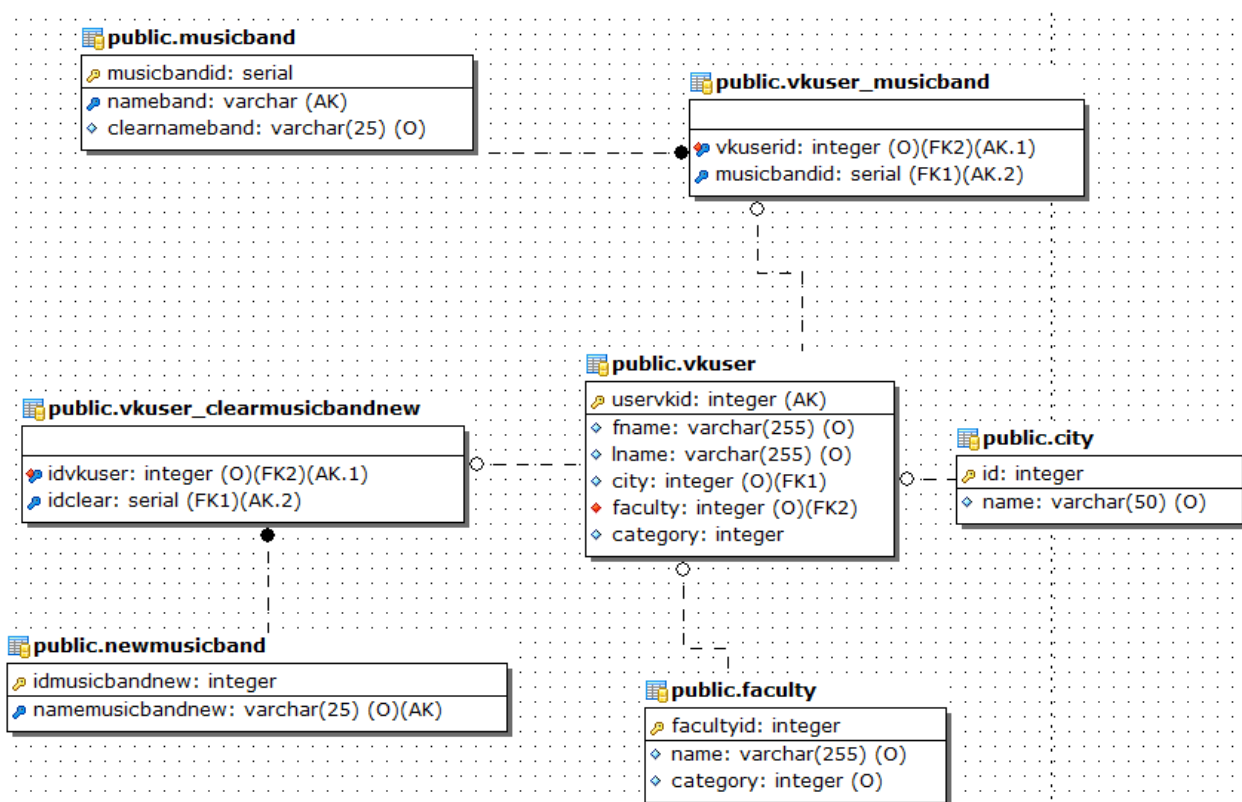 public.musicband
musicbandid: serial
nameband: varchar (AK)
clearnameband: varchar(25) (O)
public.vkuser_musicband
vkuserid: integer (O)(FK2)(AK.1)
musicbandid: serial (FK1)(AK.2)
public.vkuser
uservkid: integer (AK)
fname: varchar(255) (O)
lname: varchar(255) (O)
city: integer (O)(FK1)
faculty: integer (O)(FK2)
category: integer
public.vkuser_clearmusicbandnew
idvkuser: integer (O)(FK2)(AK.1)
idclear: serial (FK1)(AK.2)
public.city
id: integer
name: varchar(50) (O)
public.newmusicband
idmusicbandnew: integer
namemusicbandnew: varchar(25) (O)(AK)
public.faculty
facultyid: integer
name: varchar(255) (O)
category: integer (O)